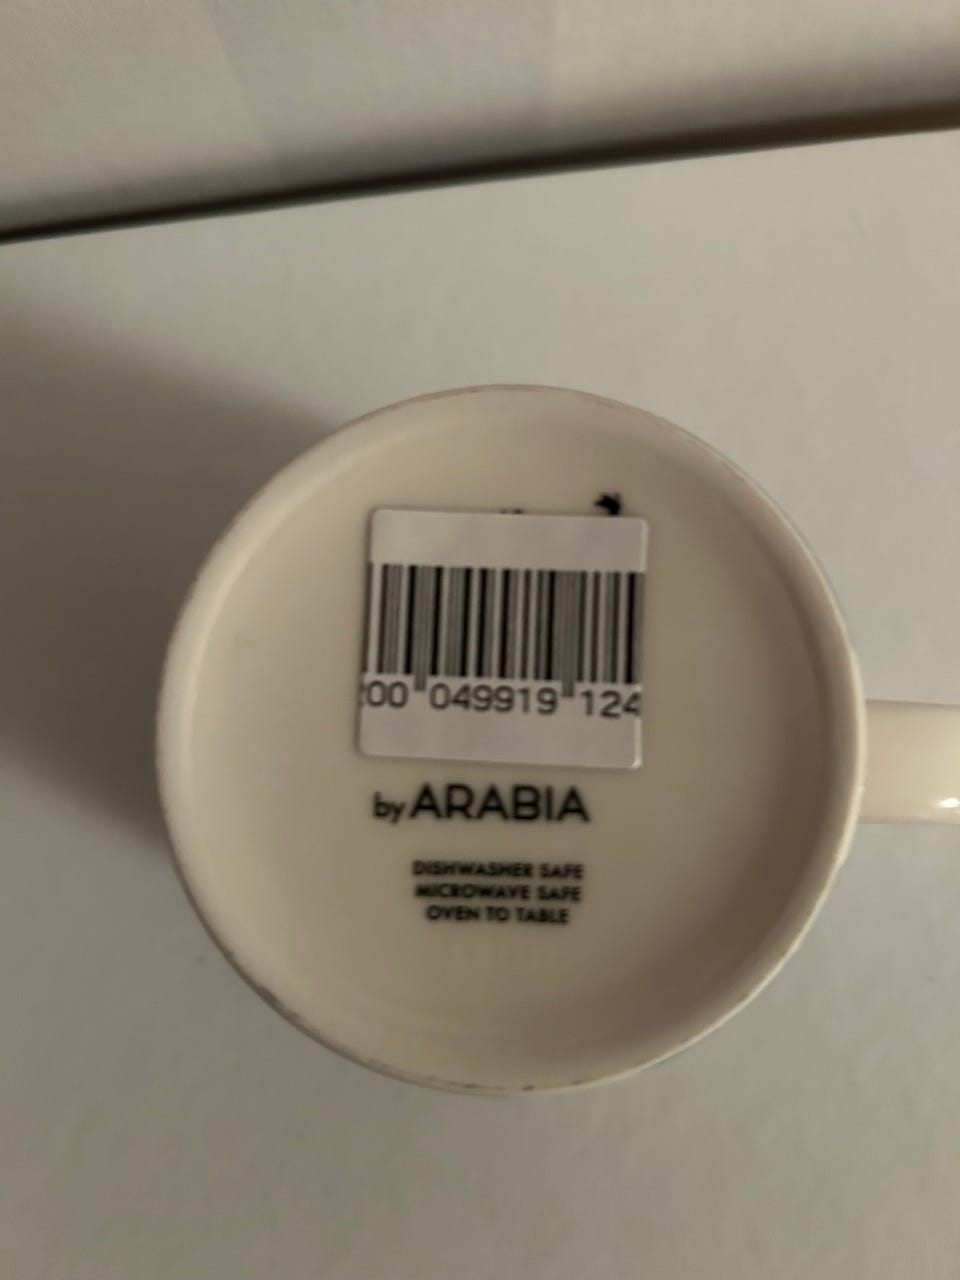 00 049919 124
by ARABIA
DISHWASHER SAFE
MICROWAVE SAFE
OVEN TO TABLE